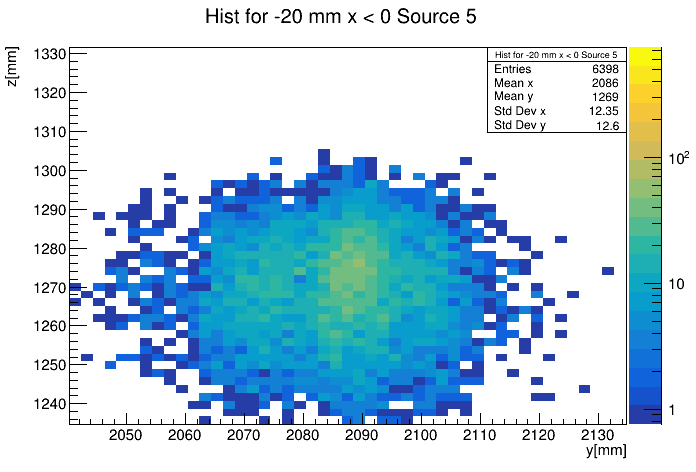 Hist for -20 mm x < 0 Source 5
Hist for -20 mm x < 0 Source 5
Entries 6398
Mean x 2086
Mean y 1269
Std Dev x 12.35
Std Dev y 12.6
z[mm]
1330
1320
1310
1300
1290
1280
1270
1260
1250
1240
2050 2060 2070 2080 2090 2100 2110 2120 2130
y[mm]
10²
10
1